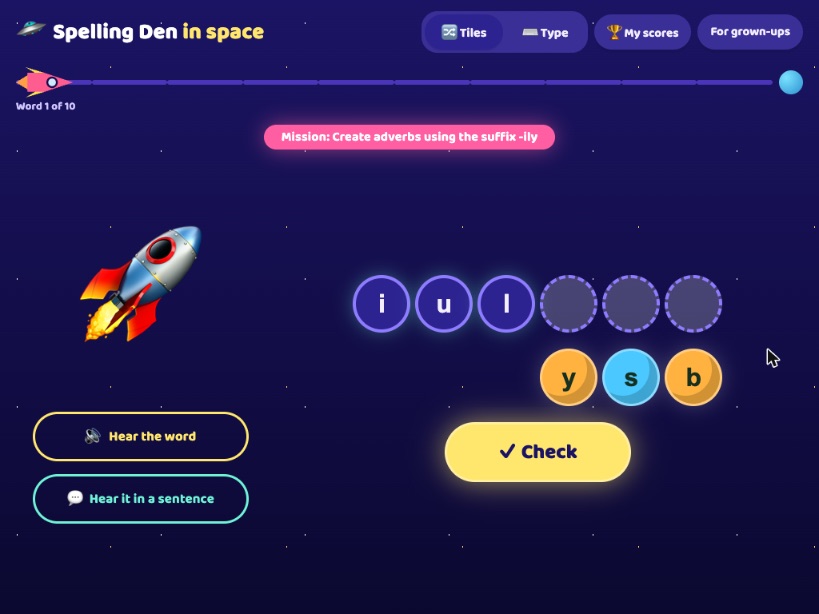 Spelling Den in space
Tiles
Type
My scores
For grown-ups
Word 1 of 10
Mission: Create adverbs using the suffix -ily
i u l
y s b
Hear the word
✓ Check
Hear it in a sentence